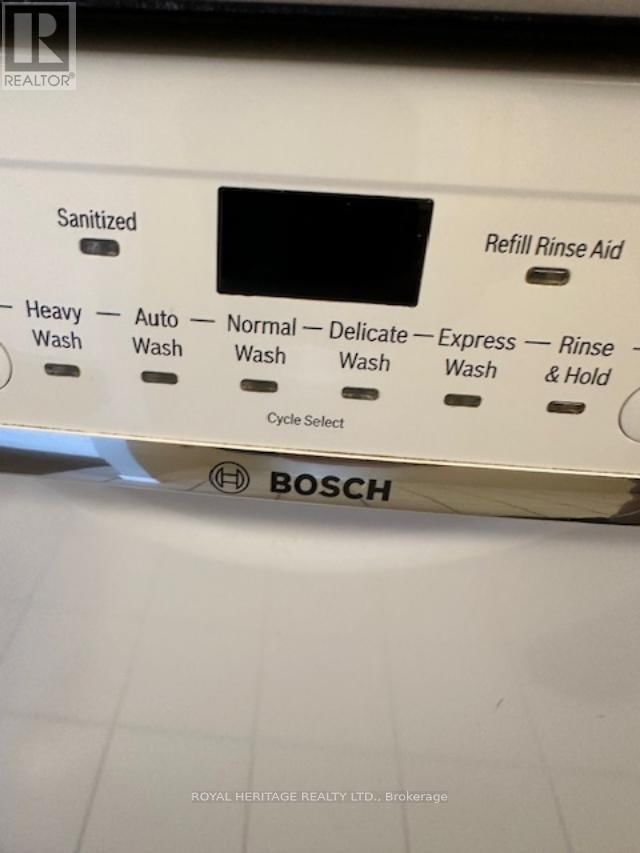 R
REALTOR®
Sanitized
Refill Rinse Aid
Heavy Wash
Auto Wash
Normal Wash
Delicate Wash
Express Wash
Rinse & Hold
Cycle Select
BOSCH
ROYAL HERITAGE REALTY LTD., Brokerage